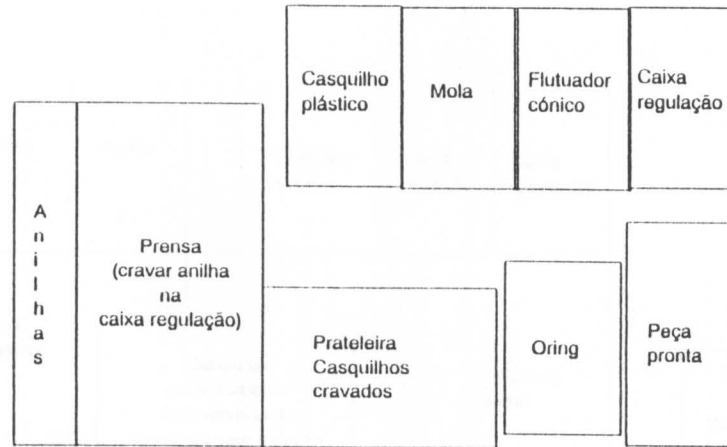 Casquilho
plástico
Mola
Flutuador
cónico
Caixa
regulação
Anilhas
Prensa
(cravar anilha
na
caixa regulação)
Prateleira
Casquilhos
cravados
Oring
Peça
pronta